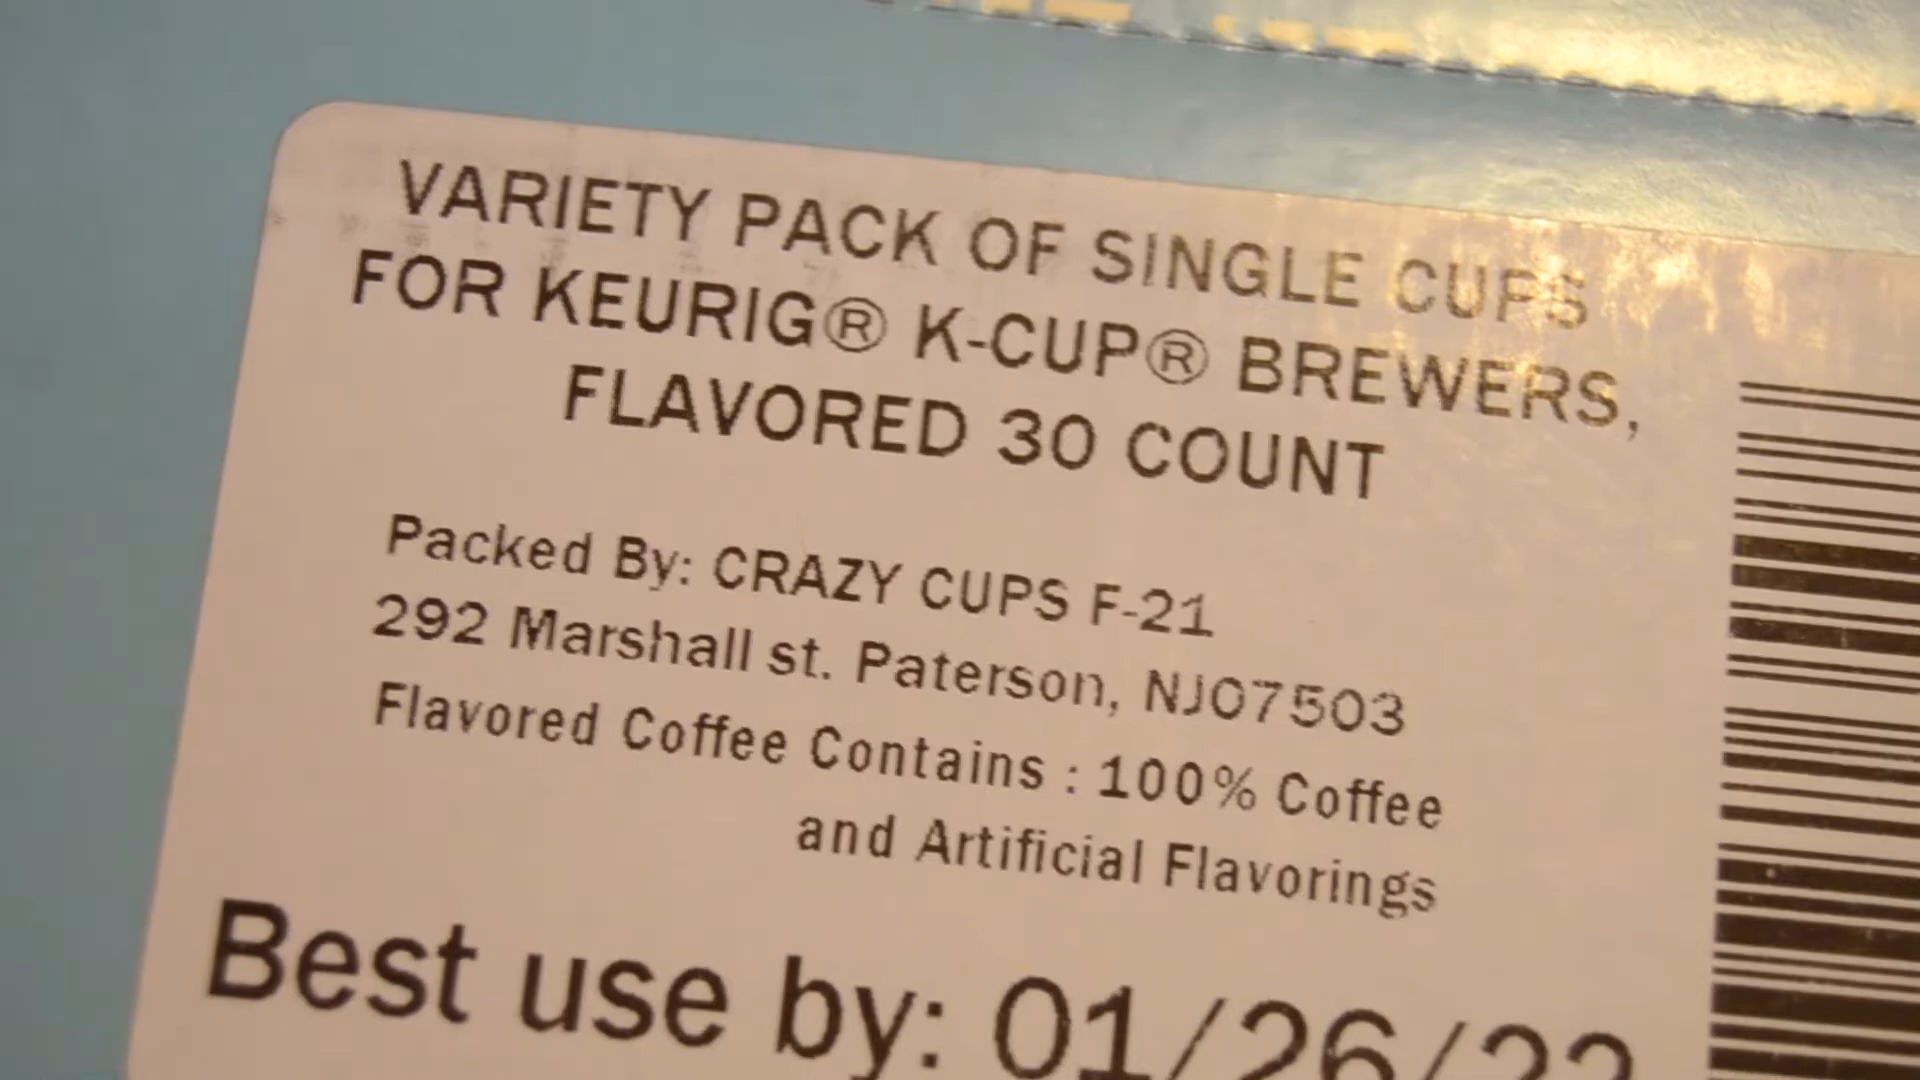 VARIETY PACK OF SINGLE CUPS
FOR KEURIG® K-CUP® BREWERS,
FLAVORED 30 COUNT
Packed By: CRAZY CUPS F-21
292 Marshall st. Paterson, NJ07503
Flavored Coffee Contains : 100% Coffee
and Artificial Flavorings
Best use by: 01/26/